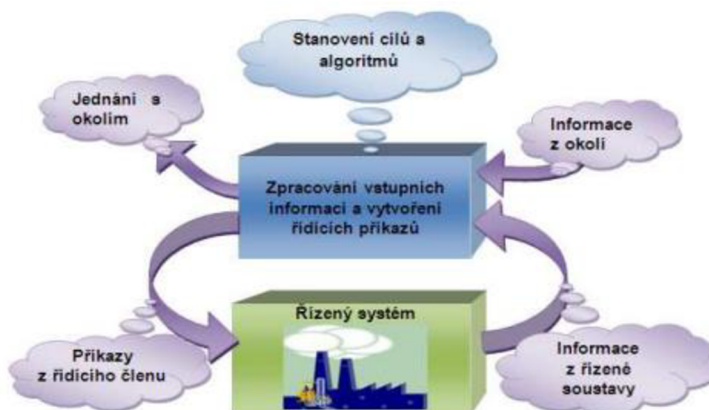 Stanovení cílů a
algoritmů
Jednání s
okolím
Informace
z okolí
Zpracování vstupních
informací a vytvoření
řídících příkazů
Řízený systém
Příkazy
z řídicího členu
Informace
z řízené
soustavy